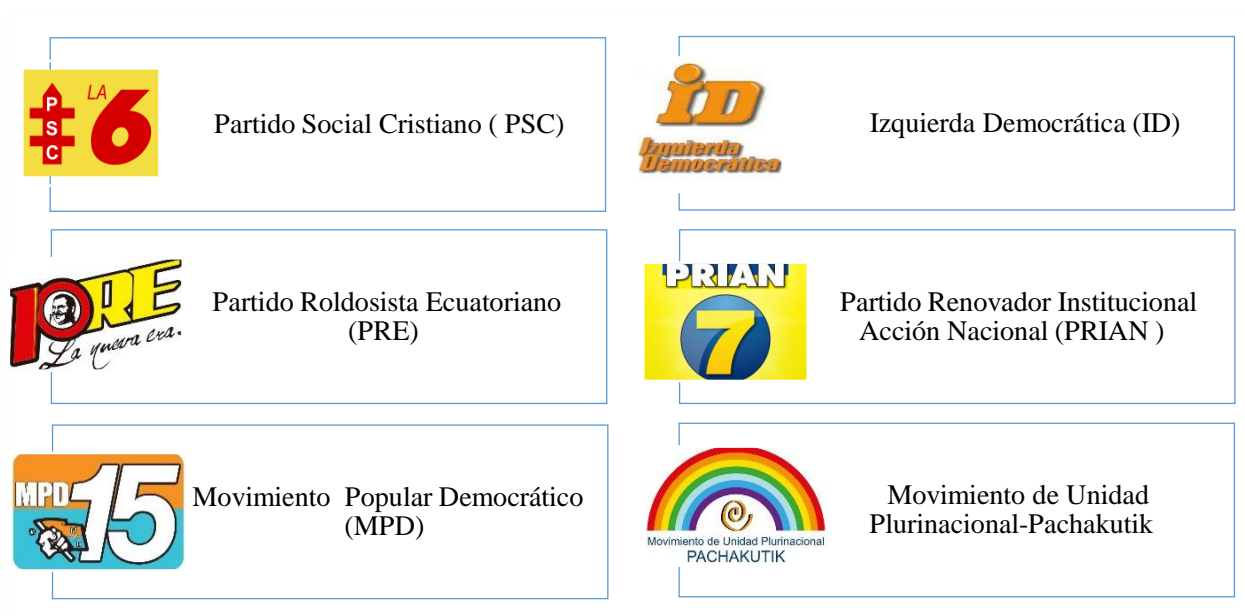 LA
PSC
6
Partido Social Cristiano ( PSC)
iD
Izquierda
Democrática
Izquierda Democrática (ID)
PRE
La nueva era.
Partido Roldosista Ecuatoriano
(PRE)
PRIAN
7
Partido Renovador Institucional
Acción Nacional (PRIAN )
MPD 15
Movimiento Popular Democrático
(MPD)
Movimiento de Unidad Plurinacional
PACHAKUTIK
Movimiento de Unidad
Plurinacional-Pachakutik